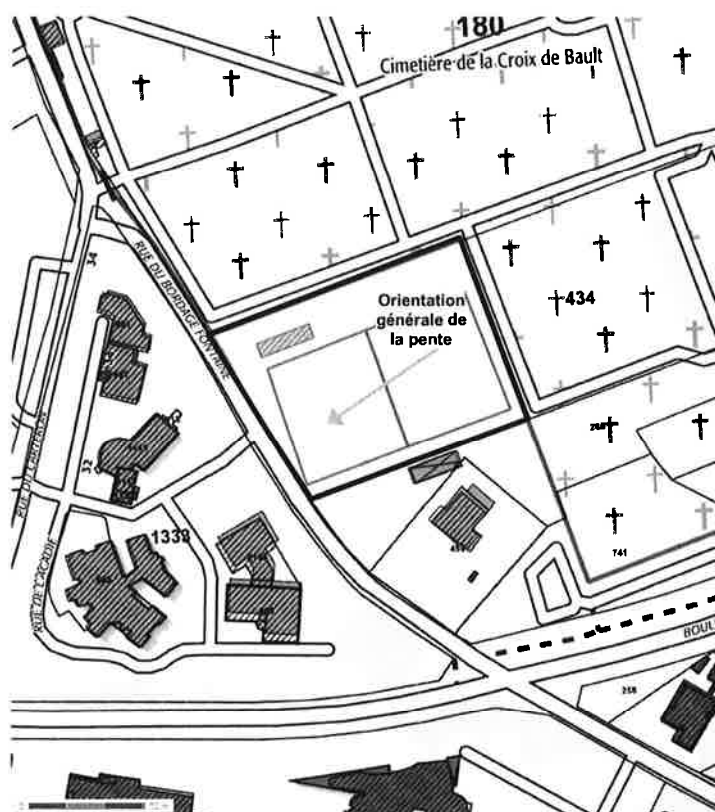 180
Cimetière de la Croix de Bault
34
RUE DU BORDAGE FONTAINE
Orientation
générale de
la pente
434
32
1333
RUE DE L'ACADIE
741
BOUL
258